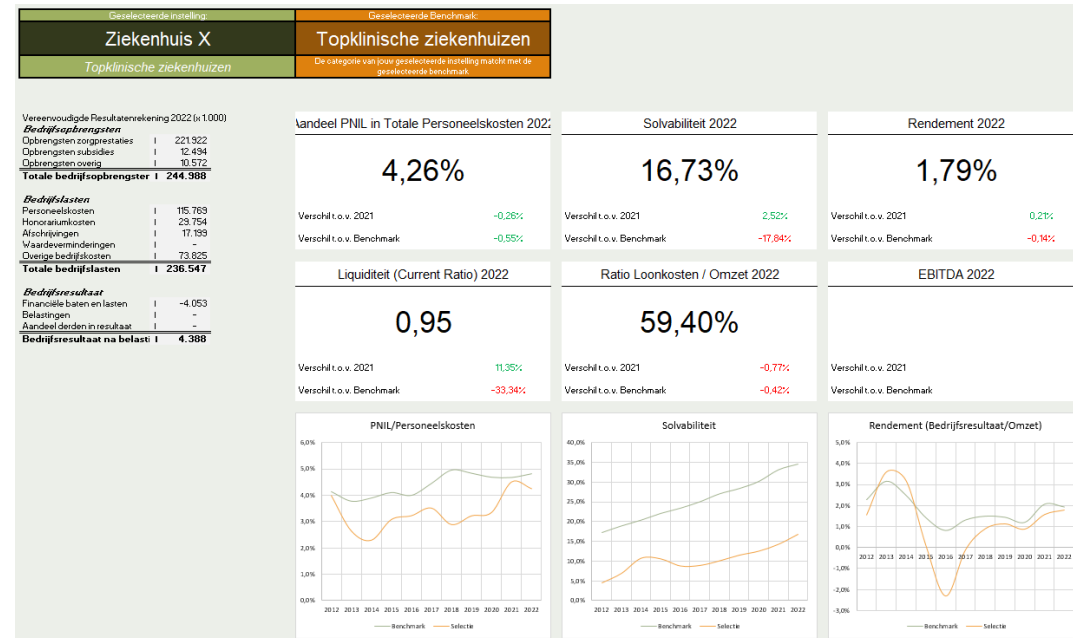 Geselecteerde instelling:
Ziekenhuis X
Topklinische ziekenhuizen
Geselecteerde Benchmark:
Topklinische ziekenhuizen
De categorie van jouw geselecteerde instelling matcht met de
geselecteerde benchmark.
Vereenvoudigde Resultatenrekening 2022 (x 1.000)
Bedrijfsopbrengsten
Opbrengsten zorgprestaties I 221.922
Opbrengsten subsidies I 12.494
Opbrengsten overig I 10.572
Totale bedrijfsopbrengster I 244.988
Bedrijfslasten
Personeelskosten I 115.769
Honorariumkosten I 29.754
Afschrijvingen I 17.199
Waardeverminderingen I -
Overige bedrijfskosten I 73.825
Totale bedrijfslasten I 236.547
Bedrijfsresultaat
Financiële baten en lasten I -4.053
Belastingen I -
Aandeel derden in resultaat I -
Bedrijfsresultaat na belasti I 4.388
Aandeel PNIL in Totale Personeelskosten 2022
4,26%
Verschil t.o.v. 2021 -0,26%
Verschil t.o.v. Benchmark -0,55%
Solvabiliteit 2022
16,73%
Verschil t.o.v. 2021 2,52%
Verschil t.o.v. Benchmark -17,84%
Rendement 2022
1,79%
Verschil t.o.v. 2021 0,21%
Verschil t.o.v. Benchmark -0,14%
Liquiditeit (Current Ratio) 2022
0,95
Verschil t.o.v. 2021 11,35%
Verschil t.o.v. Benchmark -33,34%
Ratio Loonkosten / Omzet 2022
59,40%
Verschil t.o.v. 2021 -0,77%
Verschil t.o.v. Benchmark -0,42%
EBITDA 2022
Verschil t.o.v. 2021
Verschil t.o.v. Benchmark
PNIL/Personeelskosten
6,0%
5,0%
4,0%
3,0%
2,0%
1,0%
0,0%
2012 2013 2014 2015 2016 2017 2018 2019 2020 2021 2022
Benchmark Selectie
Solvabiliteit
40,0%
35,0%
30,0%
25,0%
20,0%
15,0%
10,0%
5,0%
0,0%
2012 2013 2014 2015 2016 2017 2018 2019 2020 2021 2022
Benchmark Selectie
Rendement (Bedrijfsresultaat/Omzet)
5,0%
4,0%
3,0%
2,0%
1,0%
0,0%
2012 2013 2014 2015 2016 2017 2018 2019 2020 2021 2022
-1,0%
-2,0%
-3,0%
Benchmark Selectie